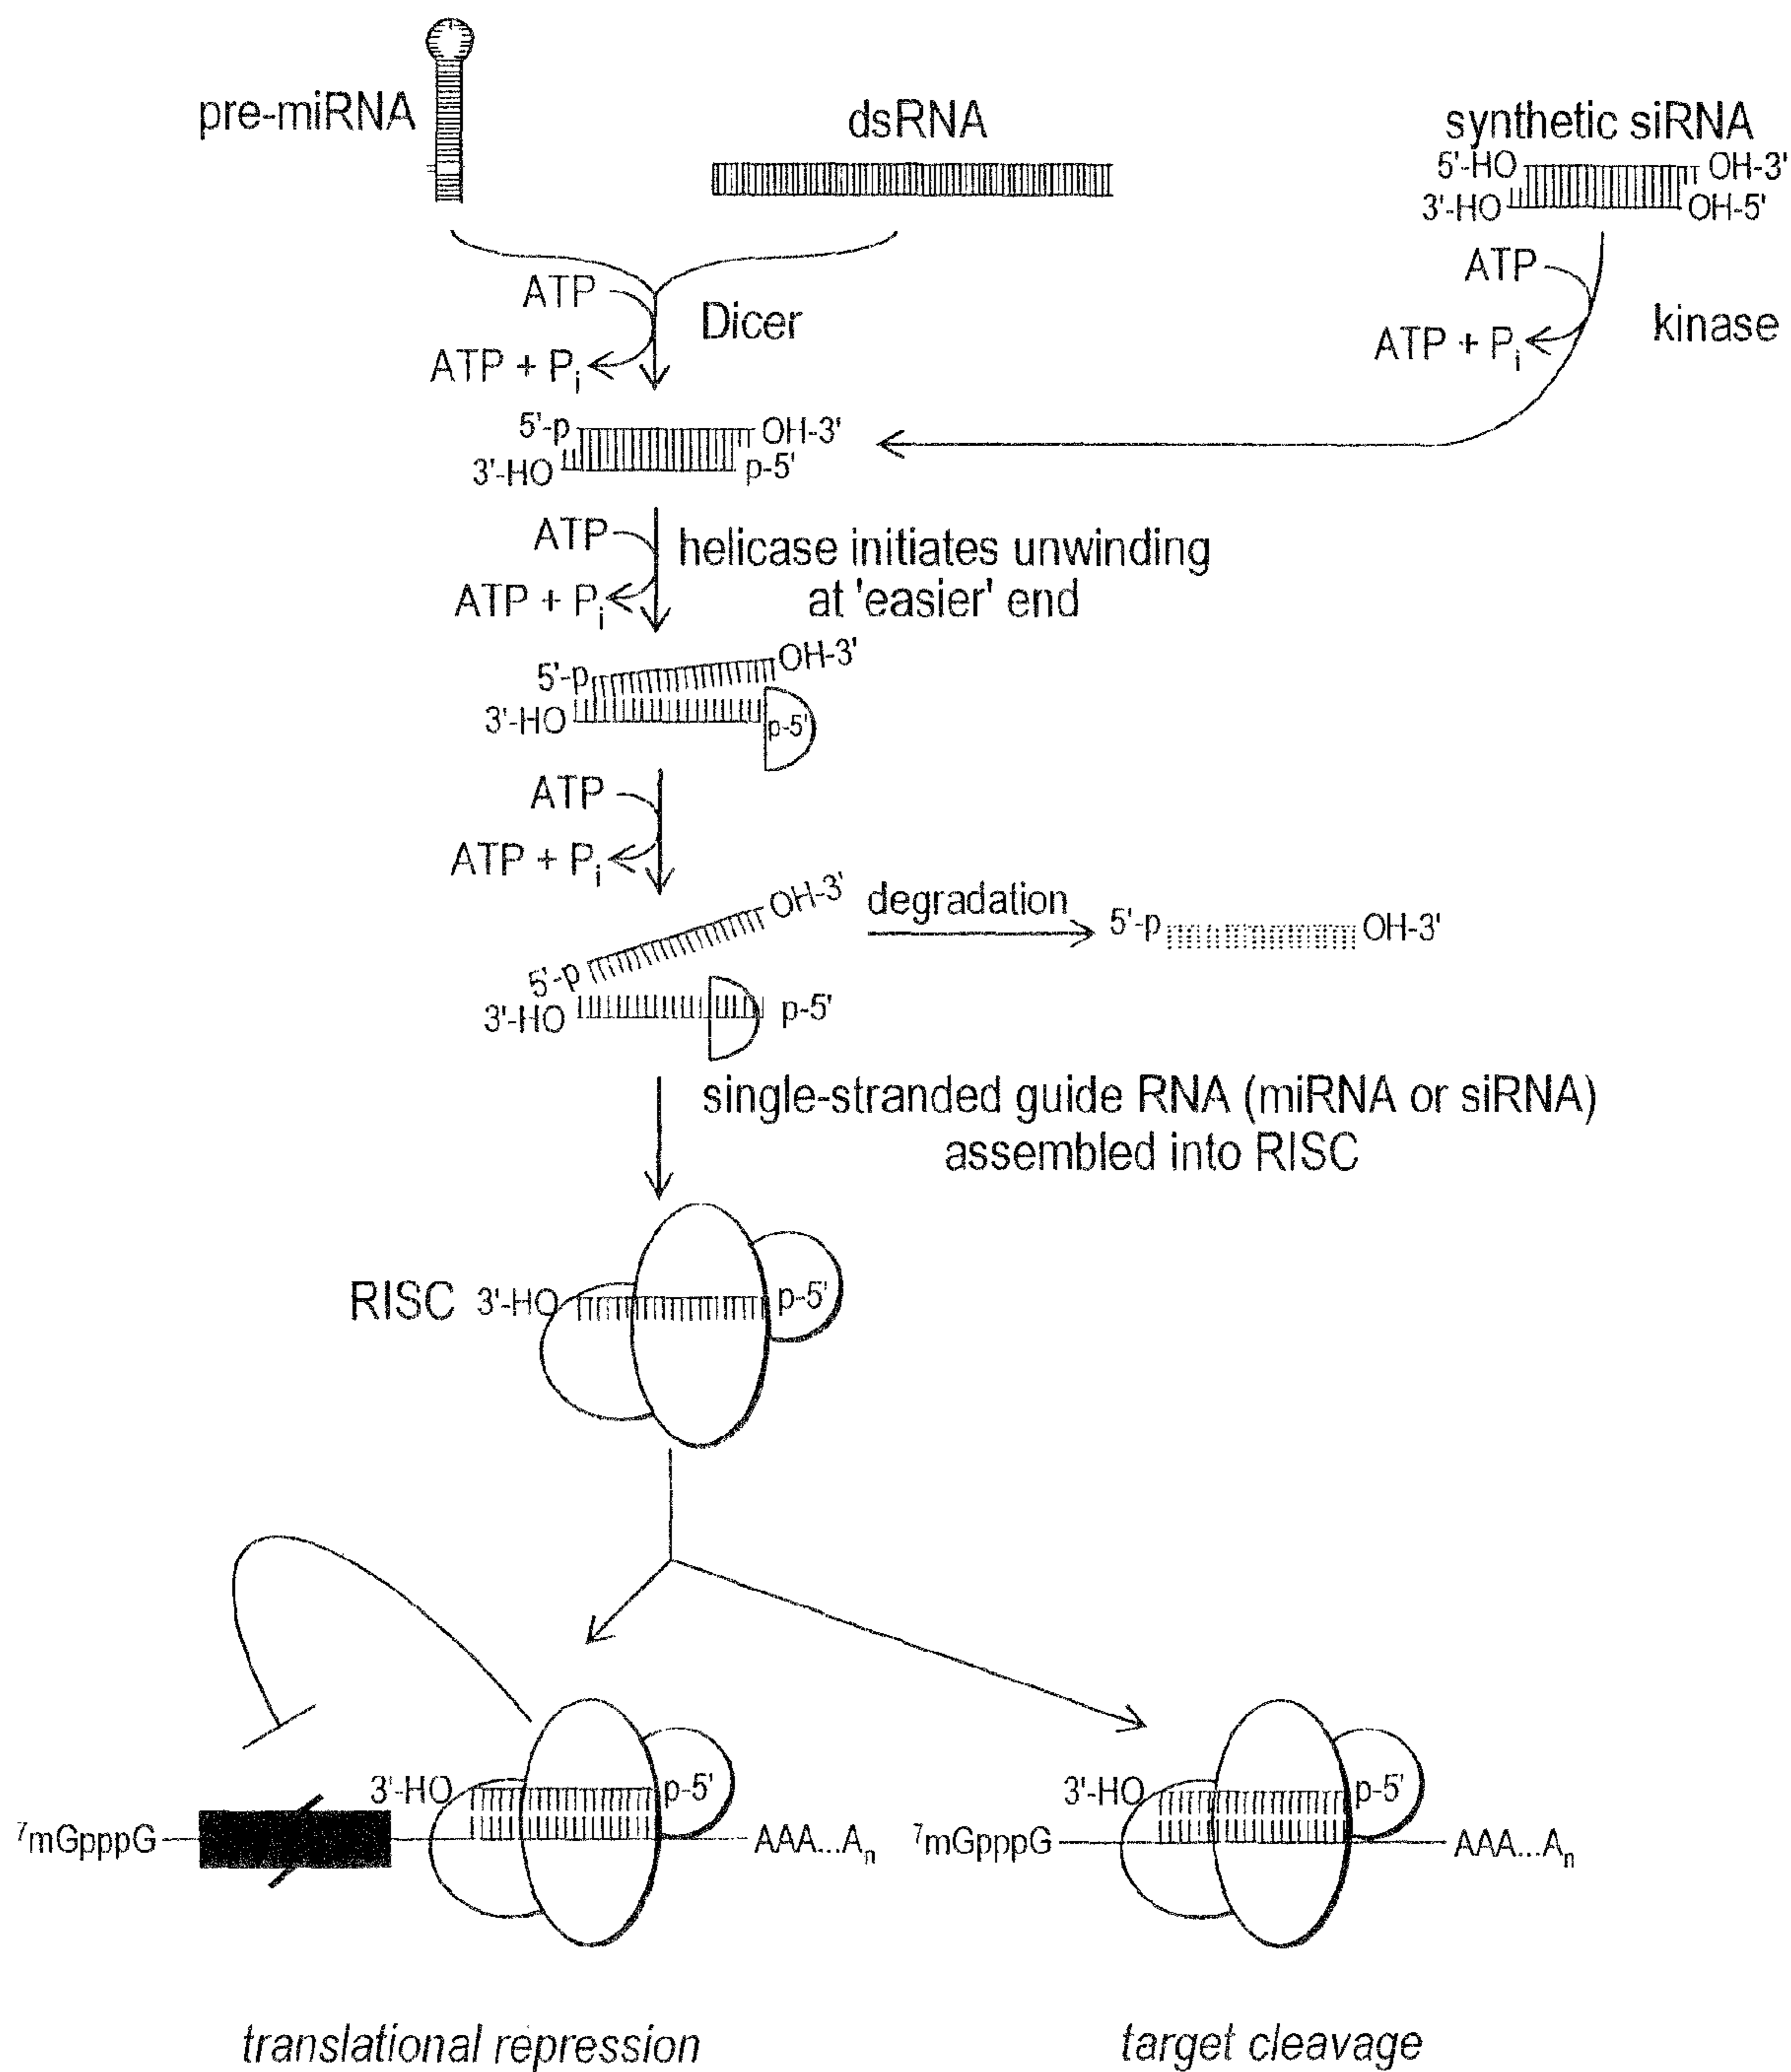 pre-miRNA
dsRNA
synthetic siRNA
5'-HO OH-3'
3'-HO OH-5'
ATP
ATP + Pi
Dicer
ATP
ATP + Pi
kinase
5'-p OH-3'
3'-HO p-5'
ATP
ATP + Pi
helicase initiates unwinding
at 'easier' end
5'-p OH-3'
3'-HO p-5'
ATP
ATP + Pi
5'-p OH-3'
3'-HO p-5'
degradation
5'-p OH-3'
single-stranded guide RNA (miRNA or siRNA)
assembled into RISC
RISC 3'-HO p-5'
3'-HO p-5'
⁷mGpppG AAA...An
3'-HO p-5'
⁷mGpppG AAA...An
translational repression
target cleavage